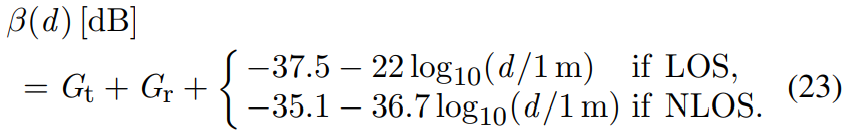 β(d) [dB]
= G_t + G_r + { −37.5 − 22 log_10(d/1 m) if LOS,
−35.1 − 36.7 log_10(d/1 m) if NLOS. (23)